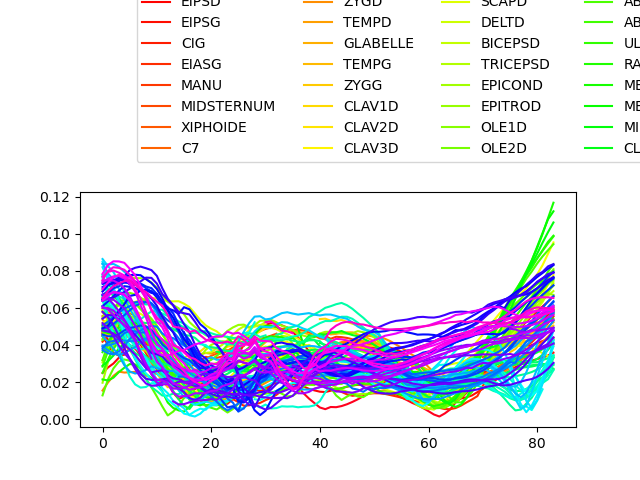 EIPSD ZYGD SCAPD AB
EIPSG TEMPD DELTD AB
CIG GLABELLE BICEPSD UL
EIASG TEMPG TRICEPSD RA
MANU ZYGG EPICOND ME
MIDSTERNUM CLAV1D EPITROD ME
XIPHOIDE CLAV2D OLE1D MI
C7 CLAV3D OLE2D CL
0.12
0.10
0.08
0.06
0.04
0.02
0.00
0 20 40 60 80